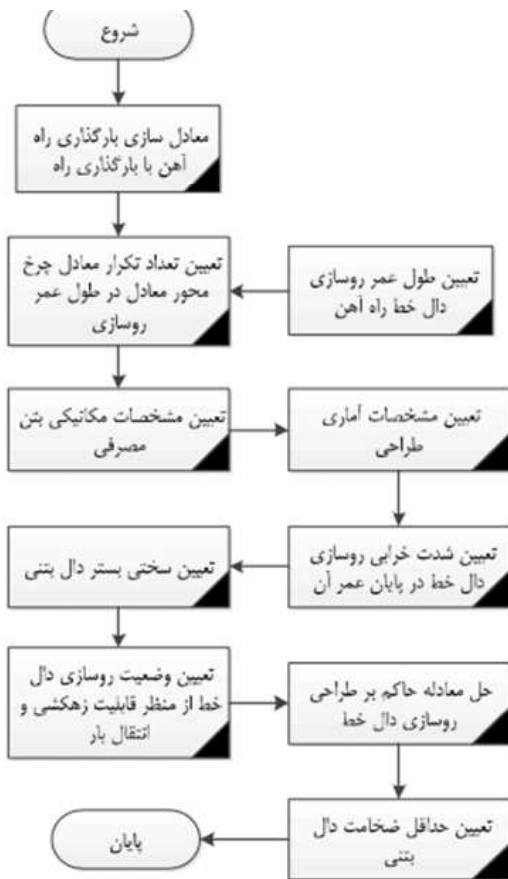 شروع
معادل سازی بارگذاری راه
آهن با بارگذاری راه
تعیین تعداد تکرار معادل چرخ
محور معادل در طول عمر
روسازی
تعیین طول عمر روسازی
دال خط راه آهن
تعیین مشخصات مکانیکی بتن
مصرفی
تعیین مشخصات آماری
طراحی
تعیین شدت خرابی روسازی
دال خط در پایان عمر آن
تعیین سختی بستر دال بتنی
تعیین وضعیت روسازی دال
خط از منظر قابلیت زهکشی و
انتقال بار
حل معادله حاکم بر طراحی
روسازی دال خط
تعیین حداقل ضخامت دال
بتنی
پایان